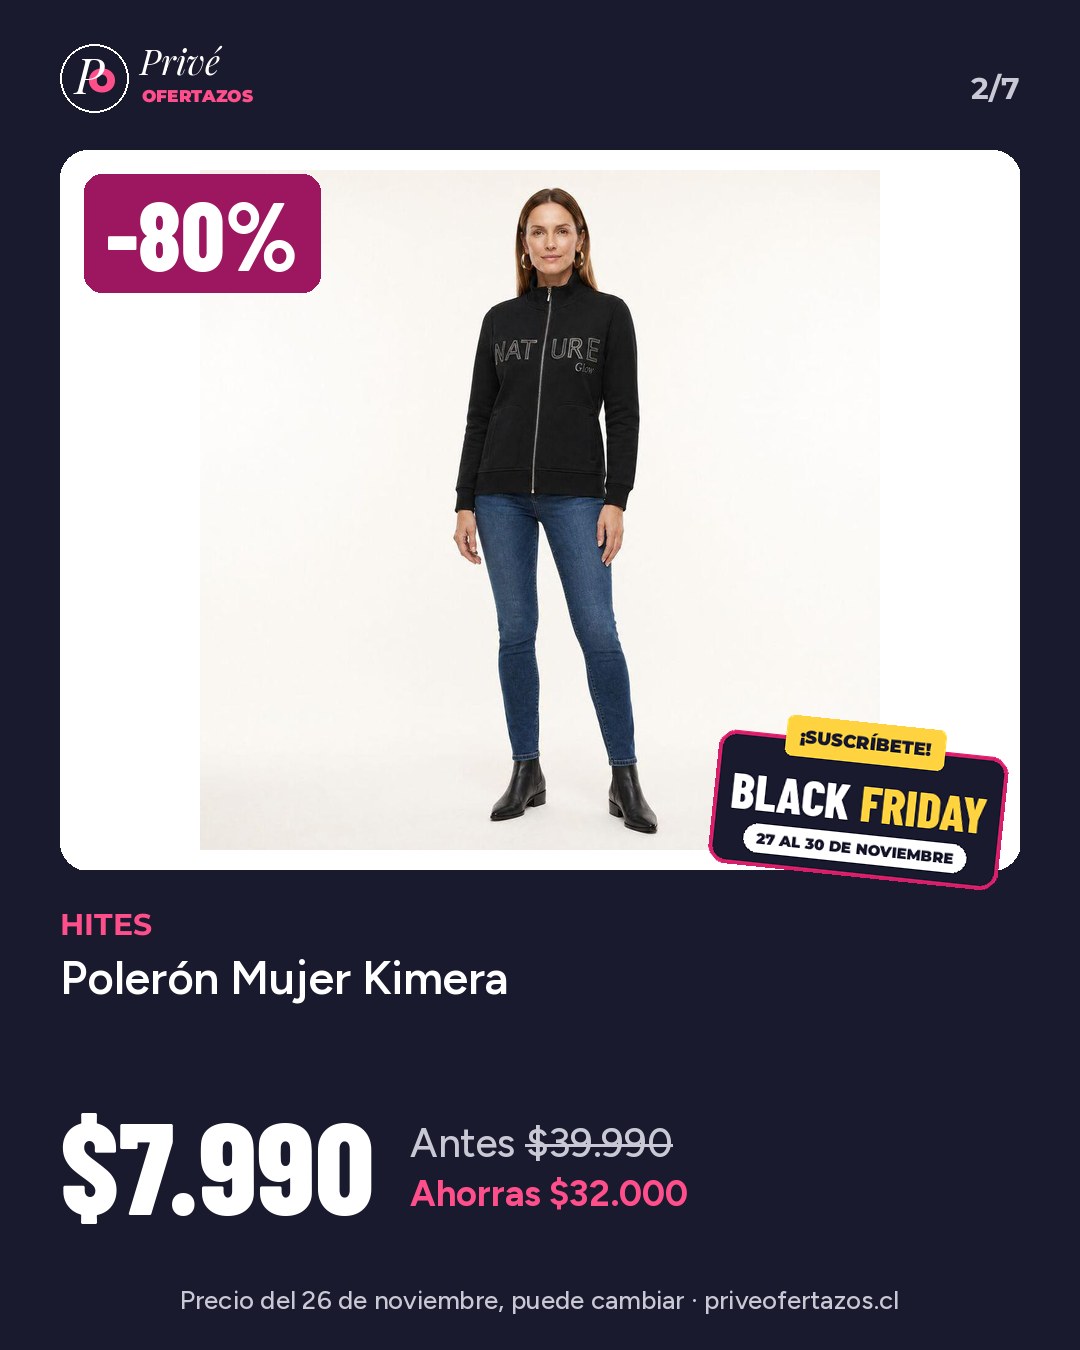 Privé
OFERTAZOS
2/7
-80%
NATURE
Glow
¡SUSCRÍBETE!
BLACK FRIDAY
27 AL 30 DE NOVIEMBRE
HITES
Polerón Mujer Kimera
$7.990
Antes $39.990
Ahorras $32.000
Precio del 26 de noviembre, puede cambiar · priveofertazos.cl